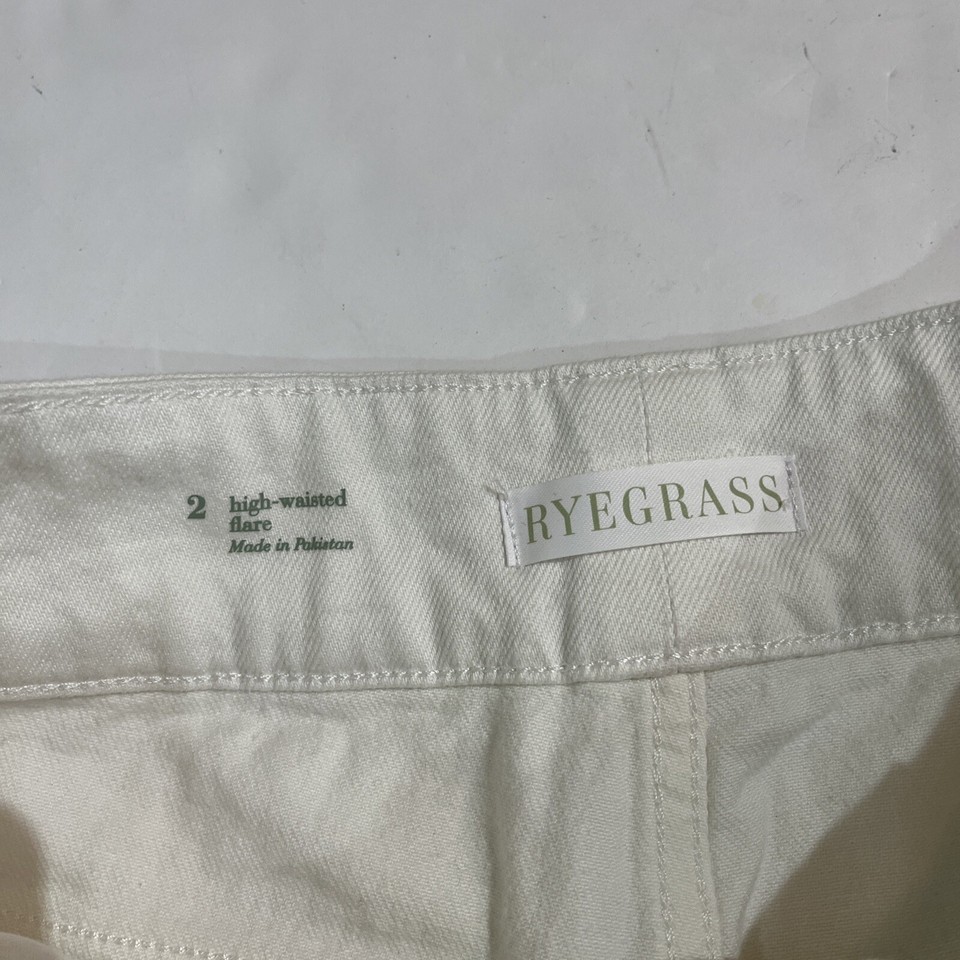 2 high-waisted
flare
Made in Pakistan
RYEGRASS